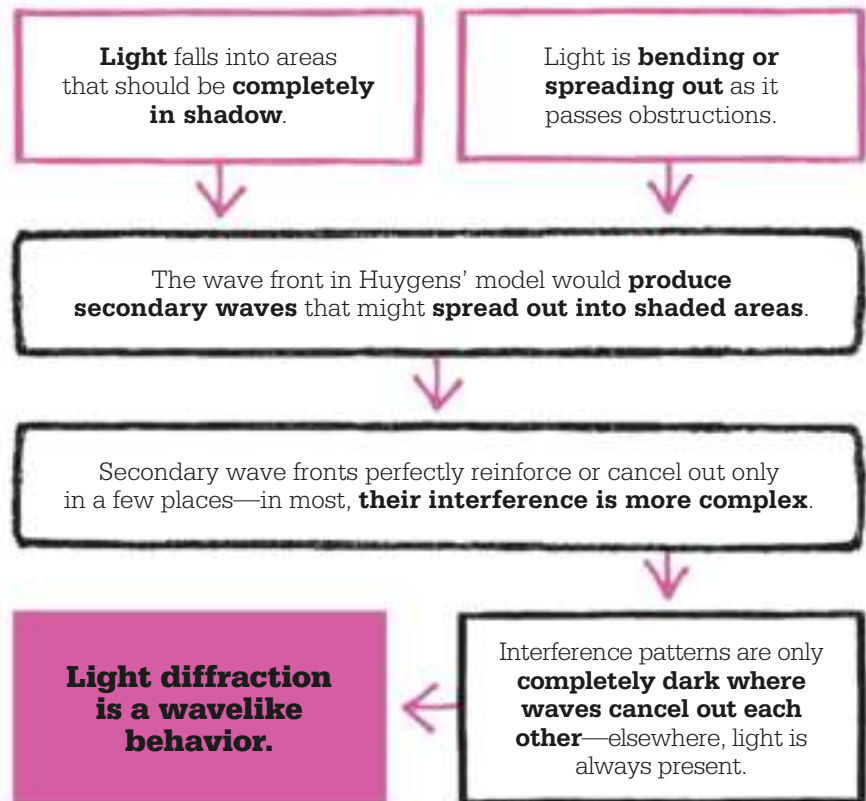 Light falls into areas
that should be completely
in shadow.
Light is bending or
spreading out as it
passes obstructions.
The wave front in Huygens’ model would produce
secondary waves that might spread out into shaded areas.
Secondary wave fronts perfectly reinforce or cancel out only
in a few places—in most, their interference is more complex.
Interference patterns are only
completely dark where
waves cancel out each
other—elsewhere, light is
always present.
Light diffraction
is a wavelike
behavior.